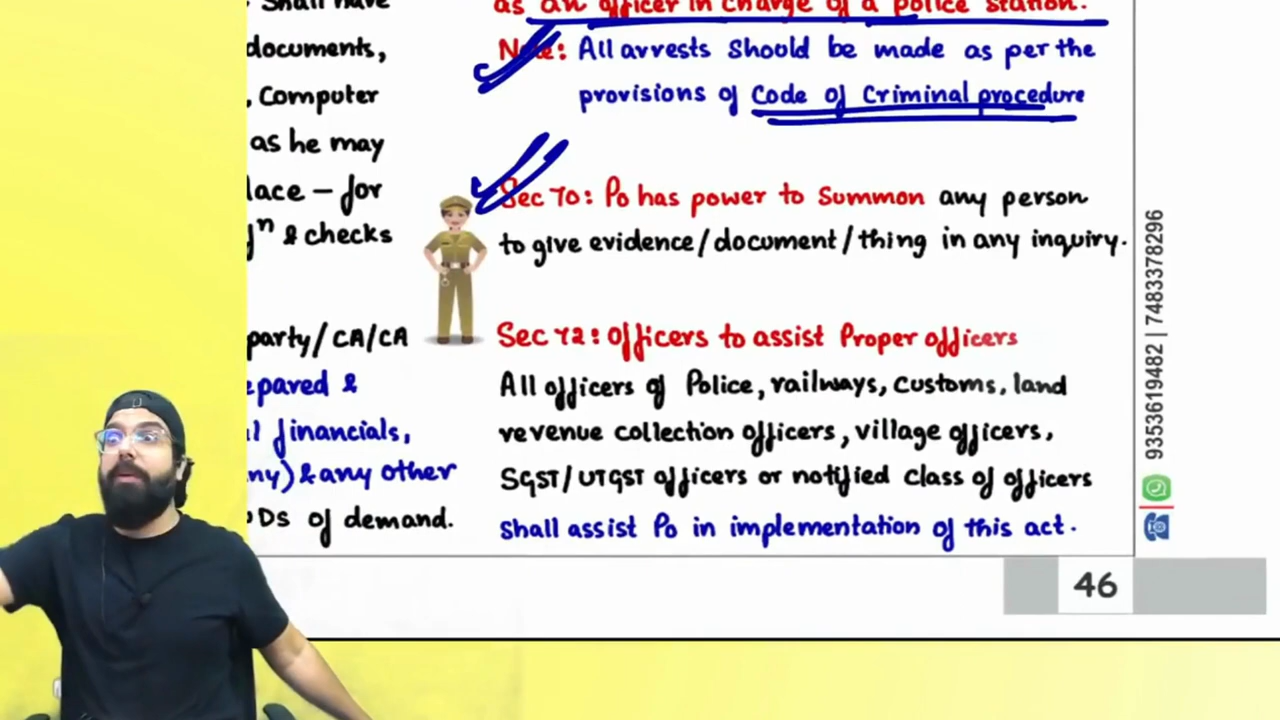 Shall have
documents,
, Computer
as he may
lace – for
yⁿ & checks
party/CA/CA
epared &
l financials,
ny) & any other
Ds of demand.
as an officer in charge of a police station.
Note: All arrests should be made as per the
provisions of Code of Criminal procedure
Sec 70: Po has power to Summon any person
to give evidence/document/thing in any inquiry.
Sec 72: Officers to assist Proper officers
All officers of Police, railways, Customs, land
revenue collection officers, village officers,
SGST/UTGST officers or notified class of officers
Shall assist Po in implementation of this act.
46
9353619482 | 7483378296